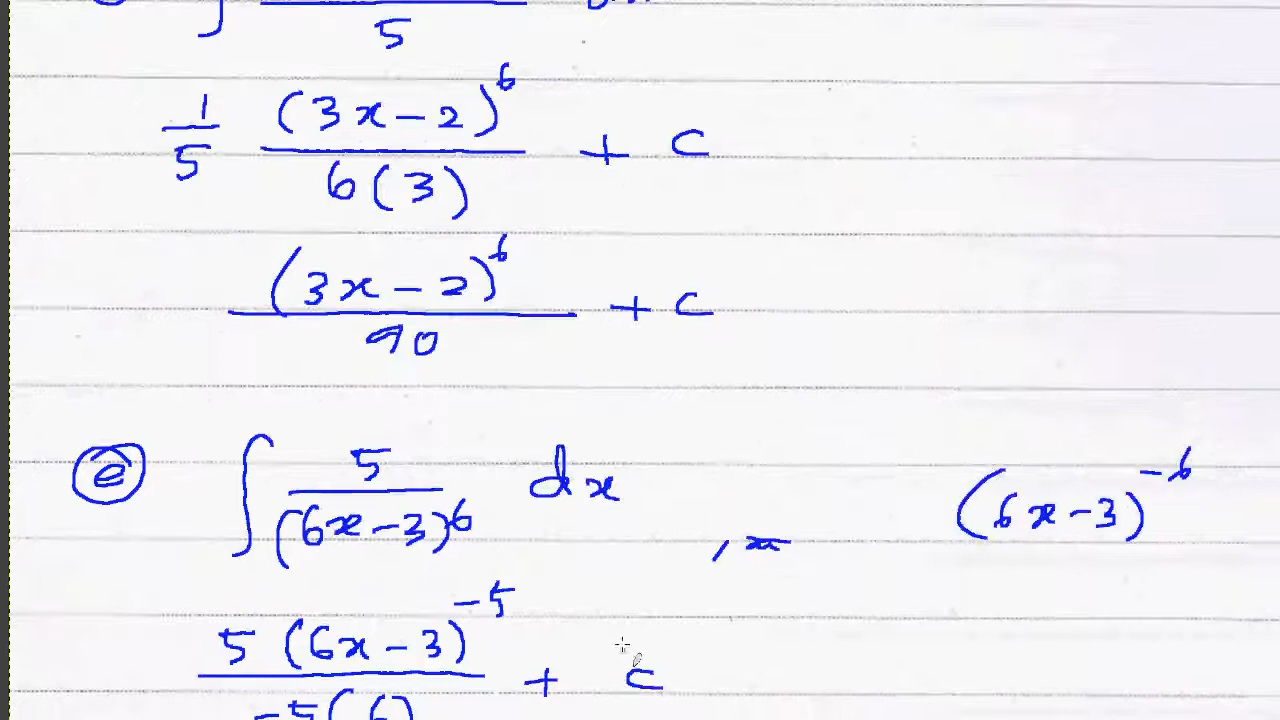 5
1/5 (3x-2)^6/6(3) + C
(3x-2)^6/90 + C
e ∫ 5/(6x-3)^6 dx (6x-3)^-6
5(6x-3)^-5/-5(6) + C